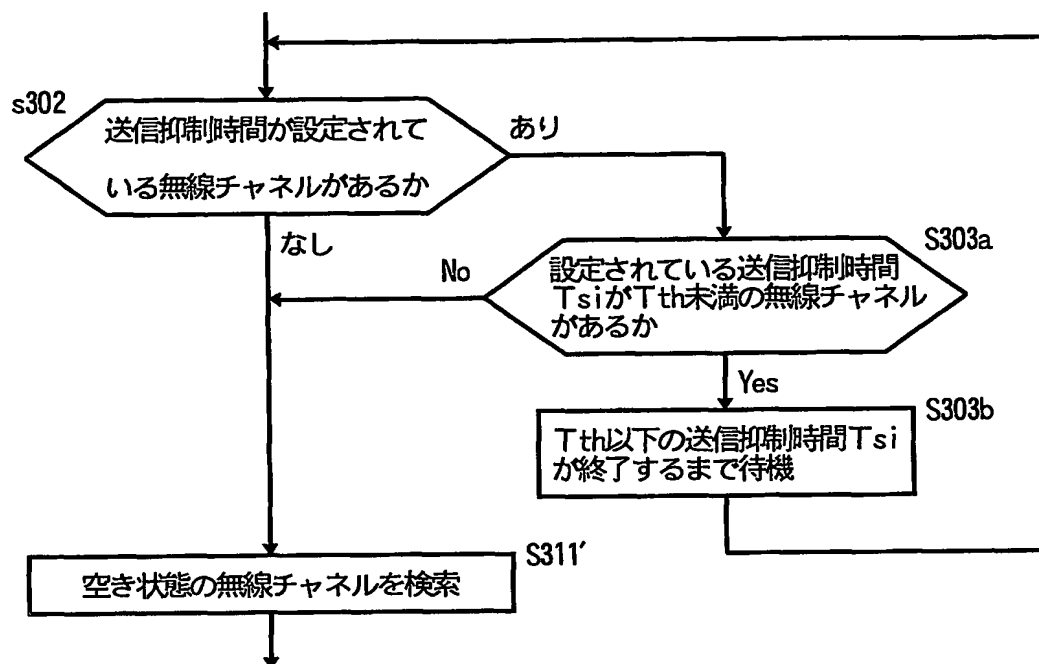 s302
送信抑制時間が設定されて
いる無線チャネルがあるか
あり
なし
S303a
設定されている送信抑制時間
TsiがTth未満の無線チャネル
があるか
No
Yes
S303b
Tth以下の送信抑制時間Tsi
が終了するまで待機
S311′
空き状態の無線チャネルを検索